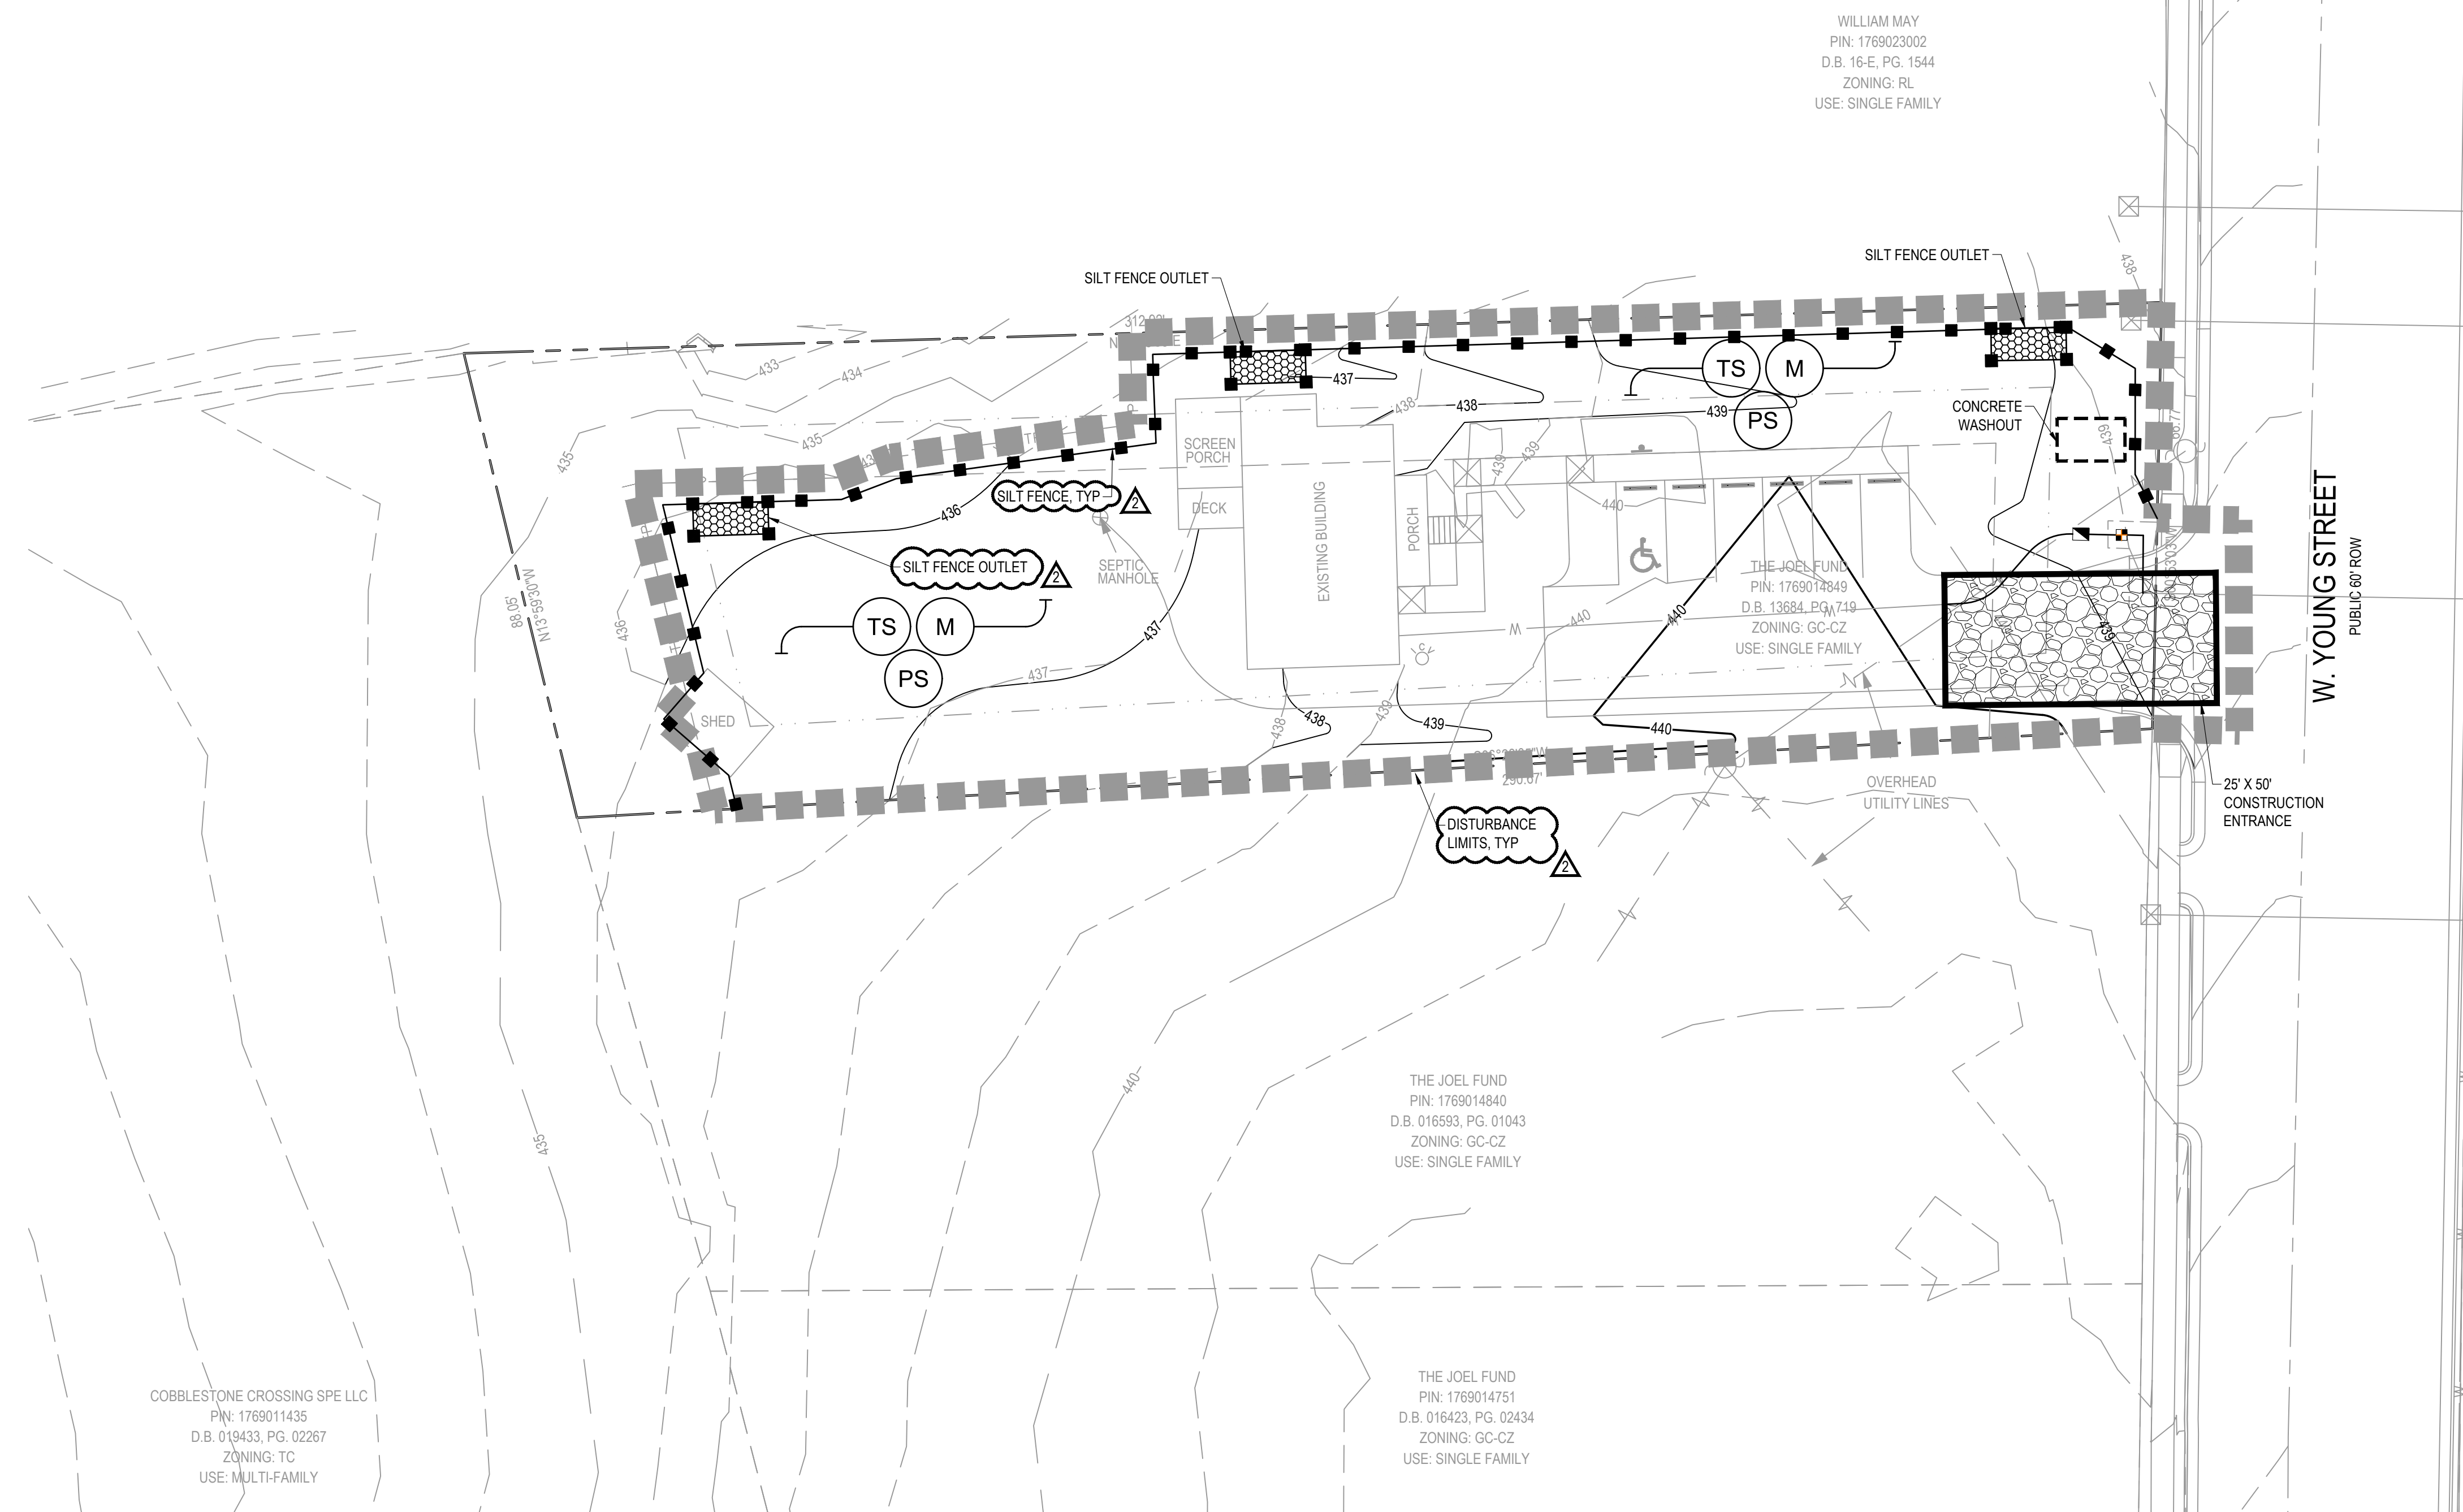 WILLIAM MAY
PIN: 1769023002
D.B. 16-E, PG. 1544
ZONING: RL
USE: SINGLE FAMILY
SILT FENCE OUTLET
SILT FENCE OUTLET
438
433
434
435
435
437
438
438
439
TS
M
PS
CONCRETE
WASHOUT
439
SCREEN
PORCH
DECK
EXISTING BUILDING
PORCH
439
439
440
SILT FENCE, TYP
2
436
SILT FENCE OUTLET
2
SEPTIC
MANHOLE
88.05'
N13°59'30"W
436
TS
M
PS
437
437
SHED
438
438
439
439
440
440
440
W
W
W
C
THE JOEL FUND
PIN: 1769014849
D.B. 13684, PG. 719
ZONING: GC-CZ
USE: SINGLE FAMILY
439
W. YOUNG STREET
PUBLIC 60' ROW
290.67'
OVERHEAD
UTILITY LINES
25' X 50'
CONSTRUCTION
ENTRANCE
DISTURBANCE
LIMITS, TYP
2
440
435
THE JOEL FUND
PIN: 1769014840
D.B. 016593, PG. 01043
ZONING: GC-CZ
USE: SINGLE FAMILY
THE JOEL FUND
PIN: 1769014751
D.B. 016423, PG. 02434
ZONING: GC-CZ
USE: SINGLE FAMILY
COBBLESTONE CROSSING SPE LLC
PIN: 1769011435
D.B. 019433, PG. 02267
ZONING: TC
USE: MULTI-FAMILY